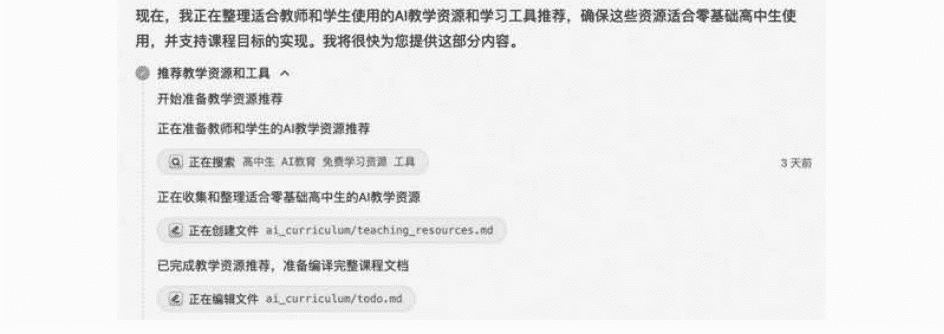 现在，我正在整理适合教师和学生使用的AI教学资源和学习工具推荐，确保这些资源适合零基础高中生使
用，并支持课程目标的实现。我将很快为您提供这部分内容。
推荐教学资源和工具
开始准备教学资源推荐
正在准备教师和学生的AI教学资源推荐
正在搜索 高中生 AI教育 免费学习资源 工具
3 天前
正在收集和整理适合零基础高中生的AI教学资源
正在创建文件 ai_curriculum/teaching_resources.md
已完成教学资源推荐，准备编译完整课程文档
正在编辑文件 ai_curriculum/todo.md